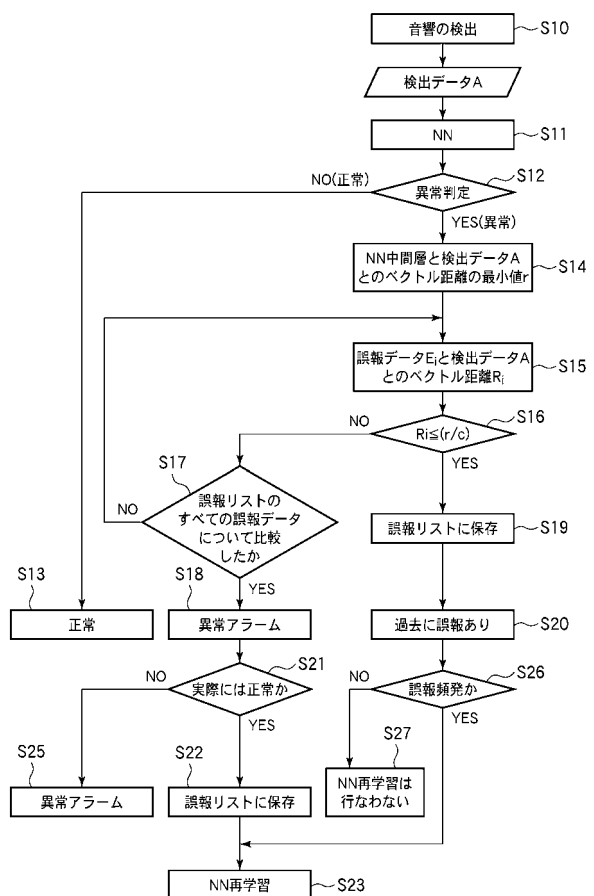 音響の検出
S10
検出データA
NN
S11
S12
NO(正常)
異常判定
YES(異常)
NN中間層と検出データA
とのベクトル距離の最小値r
S14
誤報データEiと検出データA
とのベクトル距離Ri
S15
S16
NO
Ri≦(r/c)
YES
S17
NO
誤報リストの
すべての誤報データ
について比較
したか
YES
誤報リストに保存
S19
S13
正常
S18
異常アラーム
過去に誤報あり
S20
S21
NO
実際には正常か
YES
S26
NO
誤報頻発か
YES
S25
異常アラーム
S22
誤報リストに保存
S27
NN再学習は
行なわない
NN再学習
S23